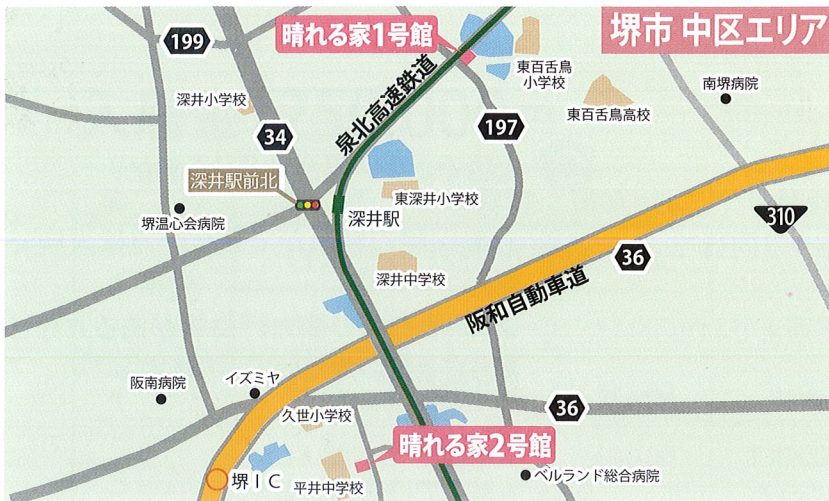 堺市 中区エリア
199
晴れる家1号館
東百舌鳥
小学校
南堺病院
深井小学校
東百舌鳥高校
34
泉北高速鉄道
197
深井駅前北
東深井小学校
堺温心会病院
深井駅
310
36
深井中学校
阪和自動車道
阪南病院
イズミヤ
久世小学校
36
晴れる家2号館
堺IC
平井中学校
ベルランド総合病院